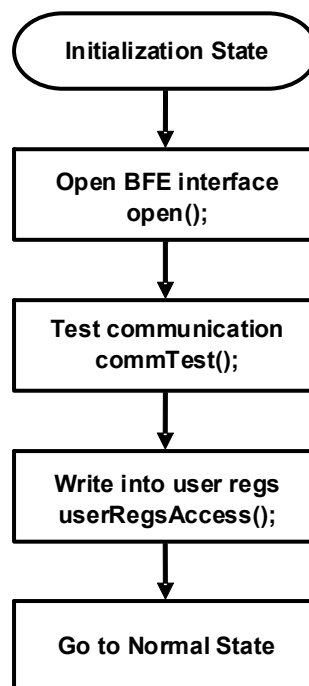 Initialization State
Open BFE interface
open();
Test communication
commTest();
Write into user regs
userRegsAccess();
Go to Normal State